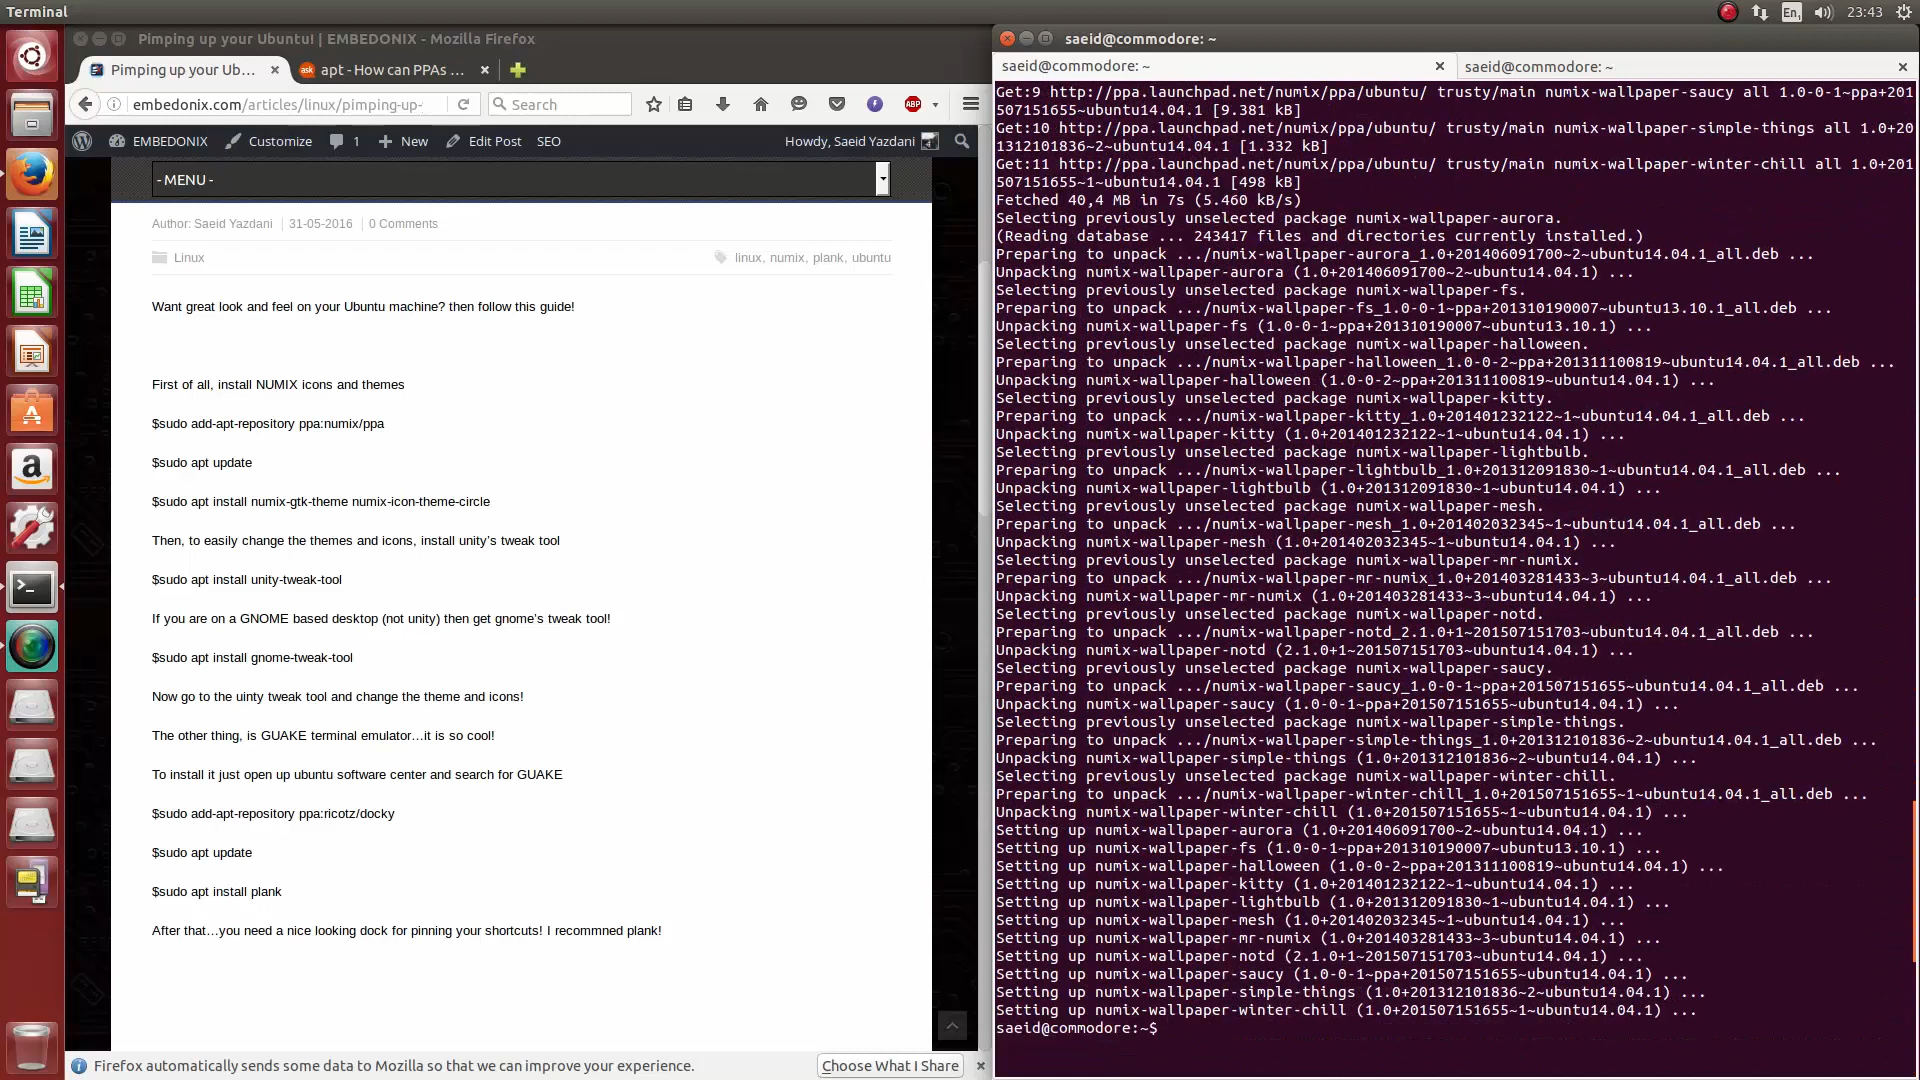 Terminal
En
23:43
Pimping up your Ubuntu! | EMBEDONIX - Mozilla Firefox
Pimping up your Ub...
ask
apt - How can PPAs ...
embedonix.com/articles/linux/pimping-up-
Search
ABP
EMBEDONIX
Customize
1
New
Edit Post
SEO
Howdy, Saeid Yazdani
- MENU -
Author: Saeid Yazdani
31-05-2016
0 Comments
Linux
linux, numix, plank, ubuntu
Want great look and feel on your Ubuntu machine? then follow this guide!
First of all, install NUMIX icons and themes
$sudo add-apt-repository ppa:numix/ppa
$sudo apt update
$sudo apt install numix-gtk-theme numix-icon-theme-circle
Then, to easily change the themes and icons, install unity's tweak tool
$sudo apt install unity-tweak-tool
If you are on a GNOME based desktop (not unity) then get gnome's tweak tool!
$sudo apt install gnome-tweak-tool
Now go to the uinty tweak tool and change the theme and icons!
The other thing, is GUAKE terminal emulator…it is so cool!
To install it just open up ubuntu software center and search for GUAKE
$sudo add-apt-repository ppa:ricotz/docky
$sudo apt update
$sudo apt install plank
After that…you need a nice looking dock for pinning your shortcuts! I recommned plank!
Firefox automatically sends some data to Mozilla so that we can improve your experience.
Choose What I Share
saeid@commodore: ~
saeid@commodore: ~
saeid@commodore: ~
Get:9 http://ppa.launchpad.net/numix/ppa/ubuntu/ trusty/main numix-wallpaper-saucy all 1.0-0-1~ppa+201
507151655~ubuntu14.04.1 [9.381 kB]
Get:10 http://ppa.launchpad.net/numix/ppa/ubuntu/ trusty/main numix-wallpaper-simple-things all 1.0+20
1312101836~2~ubuntu14.04.1 [1.332 kB]
Get:11 http://ppa.launchpad.net/numix/ppa/ubuntu/ trusty/main numix-wallpaper-winter-chill all 1.0+201
507151655~1~ubuntu14.04.1 [498 kB]
Fetched 40,4 MB in 7s (5.460 kB/s)
Selecting previously unselected package numix-wallpaper-aurora.
(Reading database ... 243417 files and directories currently installed.)
Preparing to unpack .../numix-wallpaper-aurora_1.0+201406091700~2~ubuntu14.04.1_all.deb ...
Unpacking numix-wallpaper-aurora (1.0+201406091700~2~ubuntu14.04.1) ...
Selecting previously unselected package numix-wallpaper-fs.
Preparing to unpack .../numix-wallpaper-fs_1.0-0-1~ppa+201310190007~ubuntu13.10.1_all.deb ...
Unpacking numix-wallpaper-fs (1.0-0-1~ppa+201310190007~ubuntu13.10.1) ...
Selecting previously unselected package numix-wallpaper-halloween.
Preparing to unpack .../numix-wallpaper-halloween_1.0-0-2~ppa+201311100819~ubuntu14.04.1_all.deb ...
Unpacking numix-wallpaper-halloween (1.0-0-2~ppa+201311100819~ubuntu14.04.1) ...
Selecting previously unselected package numix-wallpaper-kitty.
Preparing to unpack .../numix-wallpaper-kitty_1.0+201401232122~1~ubuntu14.04.1_all.deb ...
Unpacking numix-wallpaper-kitty (1.0+201401232122~1~ubuntu14.04.1) ...
Selecting previously unselected package numix-wallpaper-lightbulb.
Preparing to unpack .../numix-wallpaper-lightbulb_1.0+201312091830~1~ubuntu14.04.1_all.deb ...
Unpacking numix-wallpaper-lightbulb (1.0+201312091830~1~ubuntu14.04.1) ...
Selecting previously unselected package numix-wallpaper-mesh.
Preparing to unpack .../numix-wallpaper-mesh_1.0+201402032345~1~ubuntu14.04.1_all.deb ...
Unpacking numix-wallpaper-mesh (1.0+201402032345~1~ubuntu14.04.1) ...
Selecting previously unselected package numix-wallpaper-mr-numix.
Preparing to unpack .../numix-wallpaper-mr-numix_1.0+201403281433~3~ubuntu14.04.1_all.deb ...
Unpacking numix-wallpaper-mr-numix (1.0+201403281433~3~ubuntu14.04.1) ...
Selecting previously unselected package numix-wallpaper-notd.
Preparing to unpack .../numix-wallpaper-notd_2.1.0+1~201507151703~ubuntu14.04.1_all.deb ...
Unpacking numix-wallpaper-notd (2.1.0+1~201507151703~ubuntu14.04.1) ...
Selecting previously unselected package numix-wallpaper-saucy.
Preparing to unpack .../numix-wallpaper-saucy_1.0-0-1~ppa+201507151655~ubuntu14.04.1_all.deb ...
Unpacking numix-wallpaper-saucy (1.0-0-1~ppa+201507151655~ubuntu14.04.1) ...
Selecting previously unselected package numix-wallpaper-simple-things.
Preparing to unpack .../numix-wallpaper-simple-things_1.0+201312101836~2~ubuntu14.04.1_all.deb ...
Unpacking numix-wallpaper-simple-things (1.0+201312101836~2~ubuntu14.04.1) ...
Selecting previously unselected package numix-wallpaper-winter-chill.
Preparing to unpack .../numix-wallpaper-winter-chill_1.0+201507151655~1~ubuntu14.04.1_all.deb ...
Unpacking numix-wallpaper-winter-chill (1.0+201507151655~1~ubuntu14.04.1) ...
Setting up numix-wallpaper-aurora (1.0+201406091700~2~ubuntu14.04.1) ...
Setting up numix-wallpaper-fs (1.0-0-1~ppa+201310190007~ubuntu13.10.1) ...
Setting up numix-wallpaper-halloween (1.0-0-2~ppa+201311100819~ubuntu14.04.1) ...
Setting up numix-wallpaper-kitty (1.0+201401232122~1~ubuntu14.04.1) ...
Setting up numix-wallpaper-lightbulb (1.0+201312091830~1~ubuntu14.04.1) ...
Setting up numix-wallpaper-mesh (1.0+201402032345~1~ubuntu14.04.1) ...
Setting up numix-wallpaper-mr-numix (1.0+201403281433~3~ubuntu14.04.1) ...
Setting up numix-wallpaper-notd (2.1.0+1~201507151703~ubuntu14.04.1) ...
Setting up numix-wallpaper-saucy (1.0-0-1~ppa+201507151655~ubuntu14.04.1) ...
Setting up numix-wallpaper-simple-things (1.0+201312101836~2~ubuntu14.04.1) ...
Setting up numix-wallpaper-winter-chill (1.0+201507151655~1~ubuntu14.04.1) ...
saeid@commodore:~$